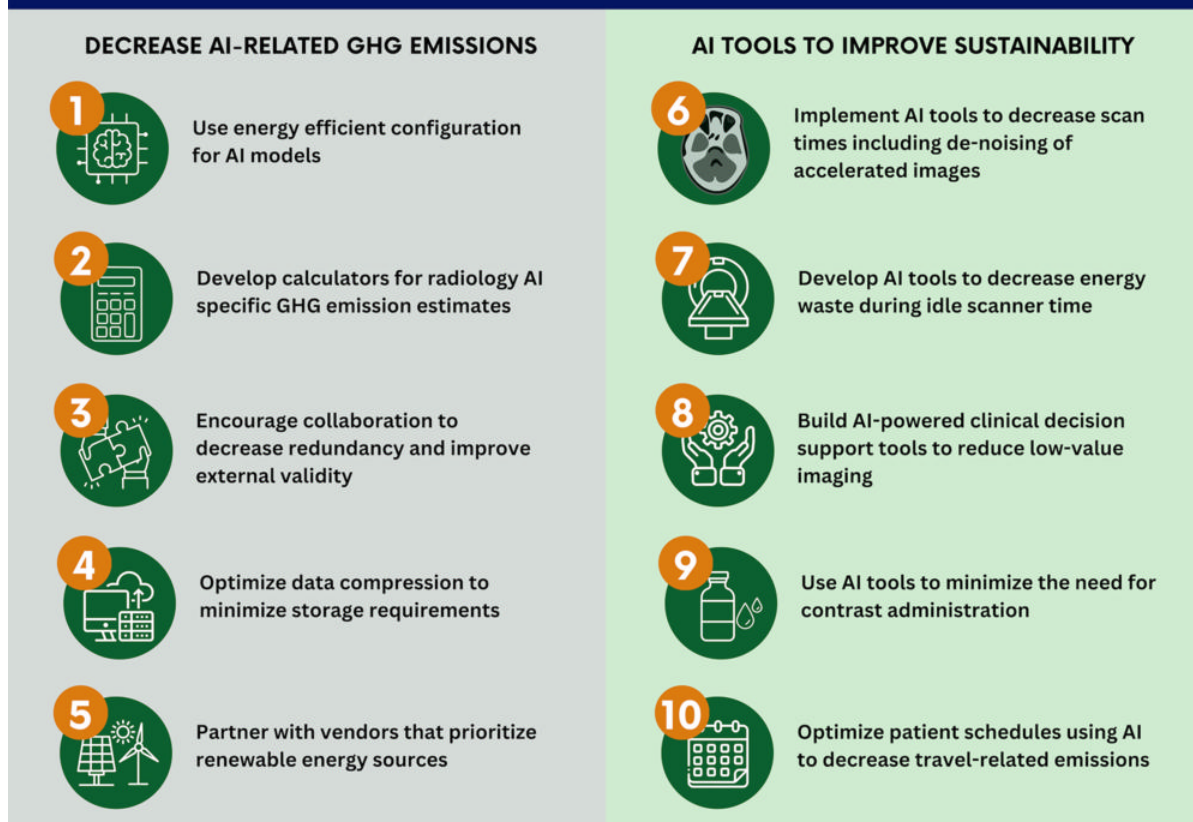 DECREASE AI-RELATED GHG EMISSIONS
1
Use energy efficient configuration
for AI models
2
Develop calculators for radiology AI
specific GHG emission estimates
3
Encourage collaboration to
decrease redundancy and improve
external validity
4
Optimize data compression to
minimize storage requirements
5
Partner with vendors that prioritize
renewable energy sources
AI TOOLS TO IMPROVE SUSTAINABILITY
6
Implement AI tools to decrease scan
times including de-noising of
accelerated images
7
Develop AI tools to decrease energy
waste during idle scanner time
8
Build AI-powered clinical decision
support tools to reduce low-value
imaging
9
Use AI tools to minimize the need for
contrast administration
10
Optimize patient schedules using AI
to decrease travel-related emissions